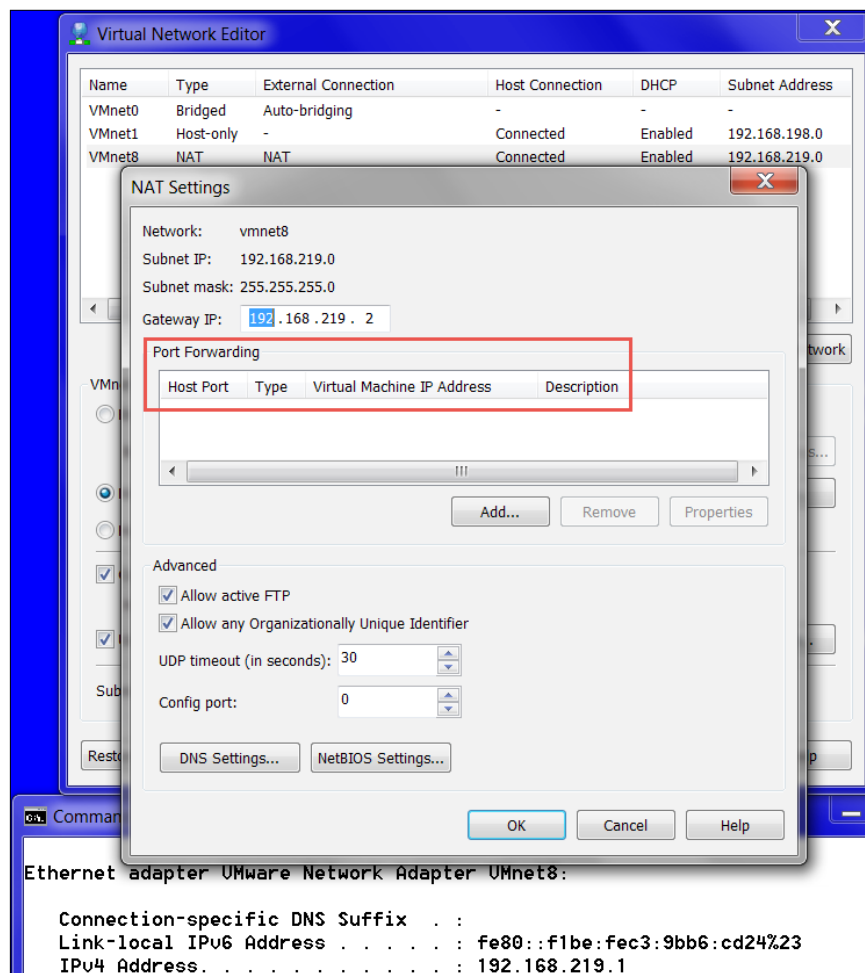 Virtual Network Editor
X
Name Type External Connection Host Connection DHCP Subnet Address
VMnet0 Bridged Auto-bridging - - -
VMnet1 Host-only - Connected Enabled 192.168.198.0
VMnet8 NAT NAT Connected Enabled 192.168.219.0
NAT Settings
X
Network: vmnet8
Subnet IP: 192.168.219.0
Subnet mask: 255.255.255.0
Gateway IP: 192.168.219. 2
twork
Port Forwarding
VMn
Host Port Type Virtual Machine IP Address Description
s...
Add... Remove Properties
Advanced
Allow active FTP
Allow any Organizationally Unique Identifier
UDP timeout (in seconds): 30
Sub
Config port: 0
Resto
DNS Settings... NetBIOS Settings...
p
OK Cancel Help
C:\. Comman
Ethernet adapter VMware Network Adapter VMnet8:
Connection-specific DNS Suffix . :
Link-local IPv6 Address . . . . . : fe80::f1be:fec3:9bb6:cd24%23
IPv4 Address. . . . . . . . . . . : 192.168.219.1